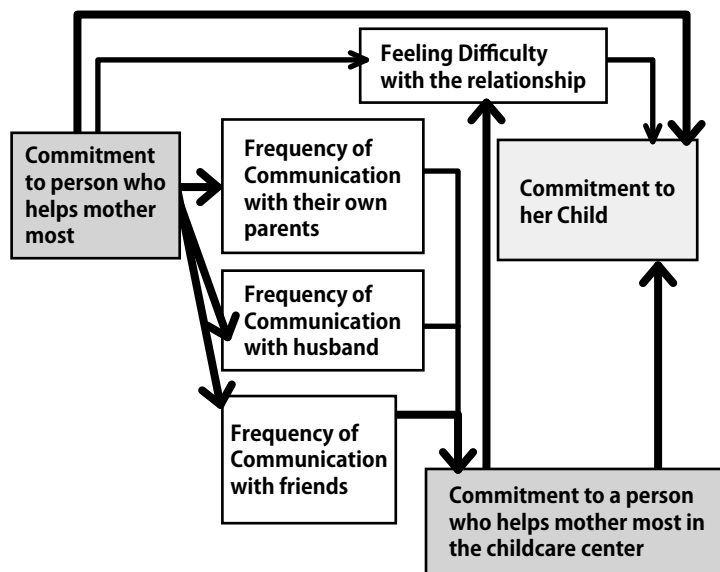 Feeling Difficulty
with the relationship
Commitment
to person who
helps mother
most
Frequency of
Communication
with their own
parents
Commitment to
her Child
Frequency of
Communication
with husband
Frequency of
Communication
with friends
Commitment to a person
who helps mother most in
the childcare center